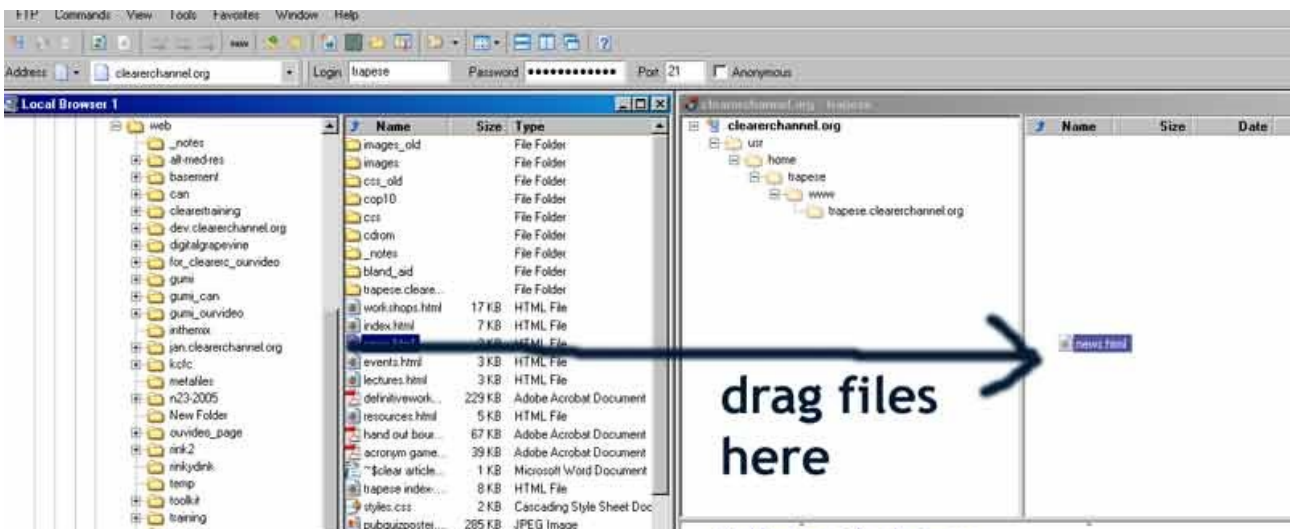 FTP Commands View Tools Favorites Window Help
Address clearerchannel.org Login trapese Password •••••••••••• Port 21 Anonymous
Local Browser 1
web
_notes
alt-med-res
basement
can
clearertraining
dev.clearerchannel.org
digitalgrapevine
for_clearerc_ourvideo
gumi
gumi_can
gumi_ourvideo
inthemix
jan.clearerchannel.org
kcfc
metafiles
n23-2005
New Folder
ouvideo_page
rink2
rinkydink
temp
toolkit
training
Name Size Type
images_old File Folder
images File Folder
css_old File Folder
cop10 File Folder
css File Folder
cdrom File Folder
_notes File Folder
bland_aid File Folder
trapese.cleare... File Folder
workshops.html 17 KB HTML File
index.html 7 KB HTML File
HTML File
events.html 3 KB HTML File
lectures.html 3 KB HTML File
definitivework... 229 KB Adobe Acrobat Document
resources.html 5 KB HTML File
hand out bour... 67 KB Adobe Acrobat Document
acronym game... 39 KB Adobe Acrobat Document
~$clear article... 1 KB Microsoft Word Document
trapese index-... 8 KB HTML File
styles.css 2 KB Cascading Style Sheet Doc
pubquizposter... 285 KB JPEG Image
clearerchannel.org trapese
clearerchannel.org
usr
home
trapese
www
trapese.clearerchannel.org
Name Size Date
news.html
drag files
here